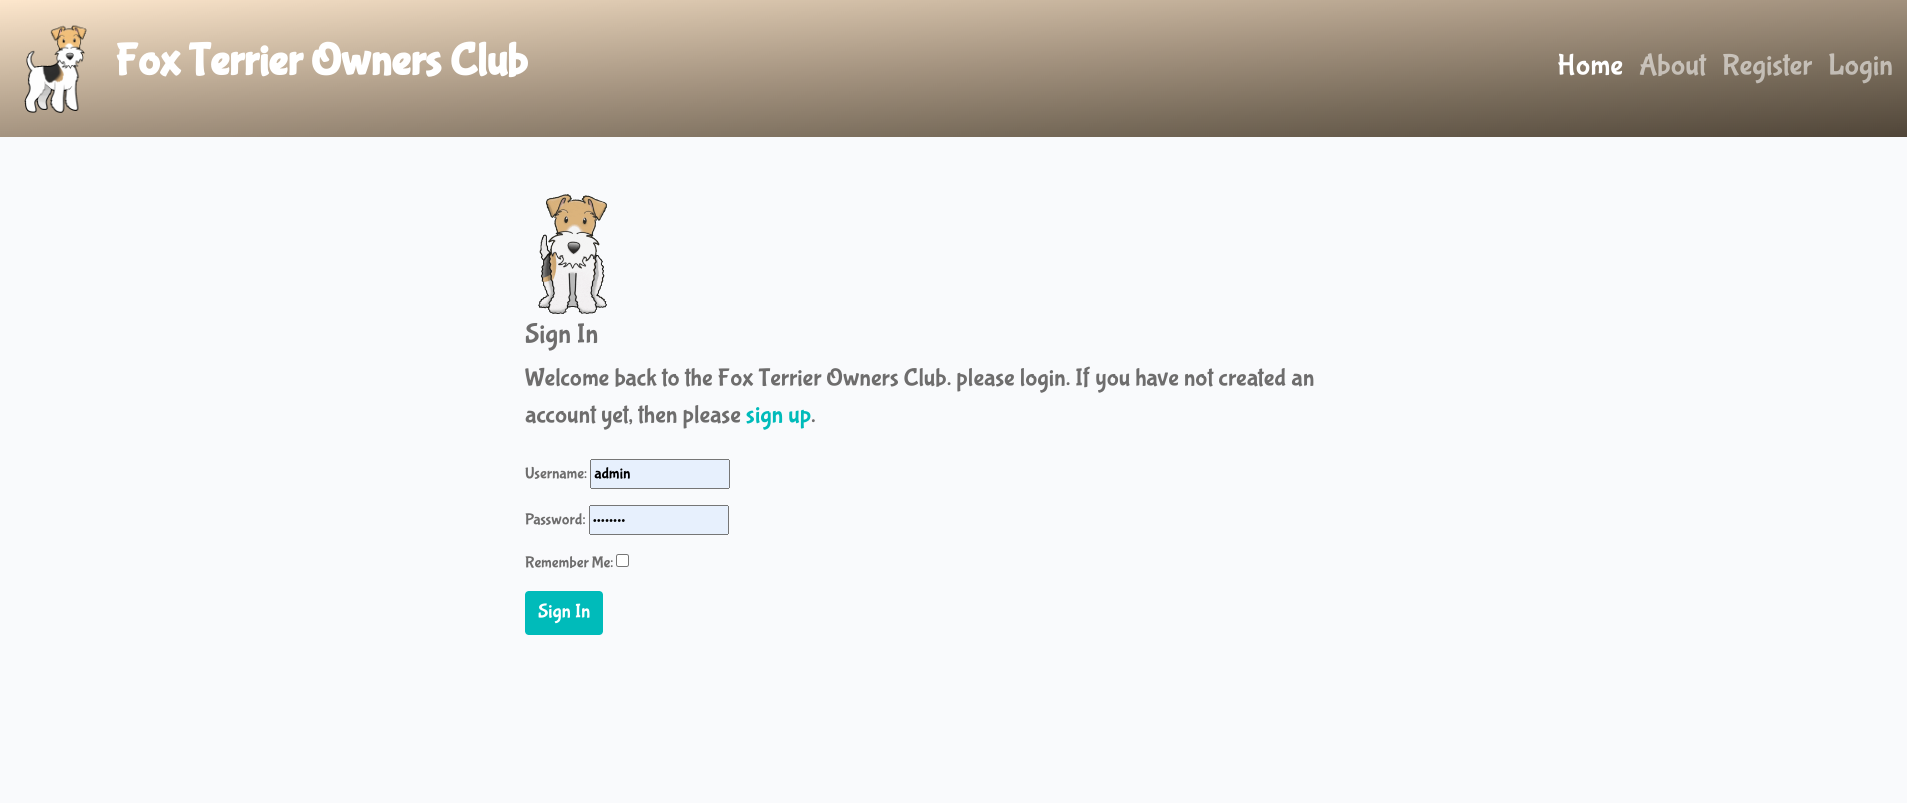 Fox Terrier Owners Club
Home About Register Login
Sign In
Welcome back to the Fox Terrier Owners Club. please login. If you have not created an
account yet, then please sign up.
Username: admin
Password: ••••••••
Remember Me:
Sign In